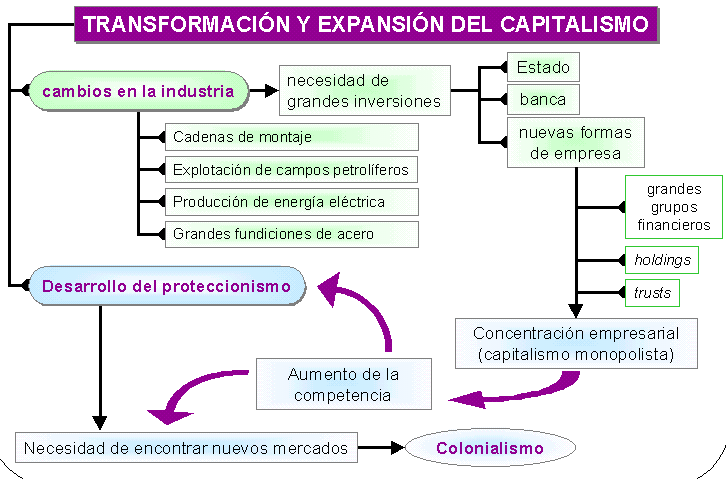 TRANSFORMACIÓN Y EXPANSIÓN DEL CAPITALISMO
cambios en la industria
necesidad de
grandes inversiones
Estado
banca
nuevas formas
de empresa
Cadenas de montaje
Explotación de campos petrolíferos
Producción de energía eléctrica
Grandes fundiciones de acero
grandes
grupos
financieros
holdings
trusts
Desarrollo del proteccionismo
Concentración empresarial
(capitalismo monopolista)
Aumento de la
competencia
Necesidad de encontrar nuevos mercados
Colonialismo